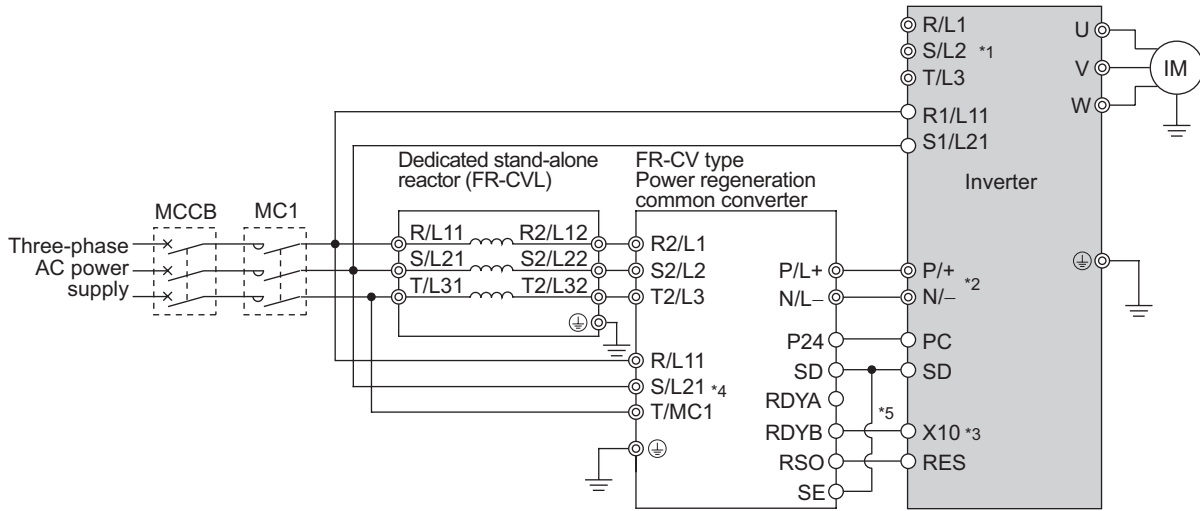 R/L1
S/L2 *1
T/L3
R1/L11
S1/L21
U
V
W
IM
Inverter
Dedicated stand-alone
reactor (FR-CVL)
FR-CV type
Power regeneration
common converter
MCCB
MC1
Three-phase
AC power
supply
R/L11
R2/L12
S/L21
S2/L22
T/L31
T2/L32
R2/L1
S2/L2
T2/L3
R/L11
S/L21 *4
T/MC1
P/L+
N/L−
P24
SD
RDYA
RDYB
RSO
SE
*5
P/+
N/− *2
PC
SD
X10 *3
RES